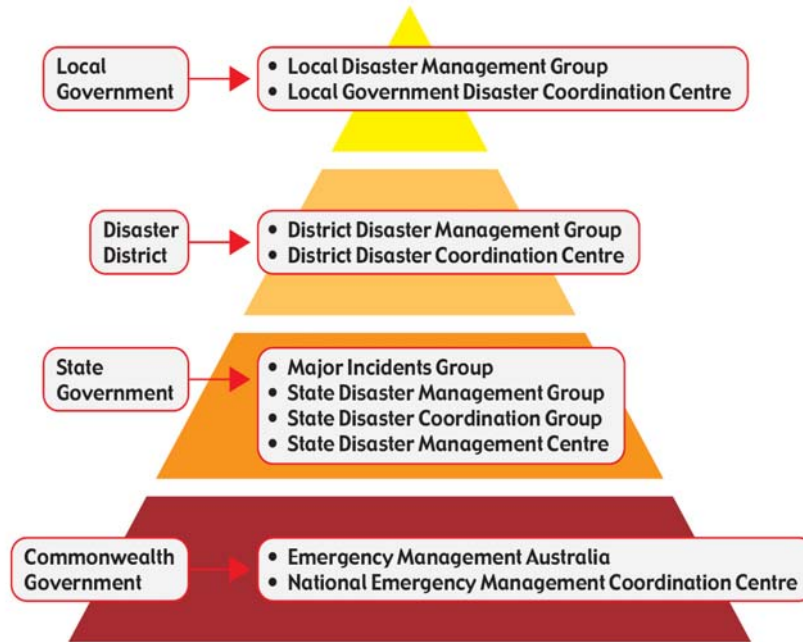 Local
Government
• Local Disaster Management Group
• Local Government Disaster Coordination Centre
Disaster
District
• District Disaster Management Group
• District Disaster Coordination Centre
State
Government
• Major Incidents Group
• State Disaster Management Group
• State Disaster Coordination Group
• State Disaster Management Centre
Commonwealth
Government
• Emergency Management Australia
• National Emergency Management Coordination Centre